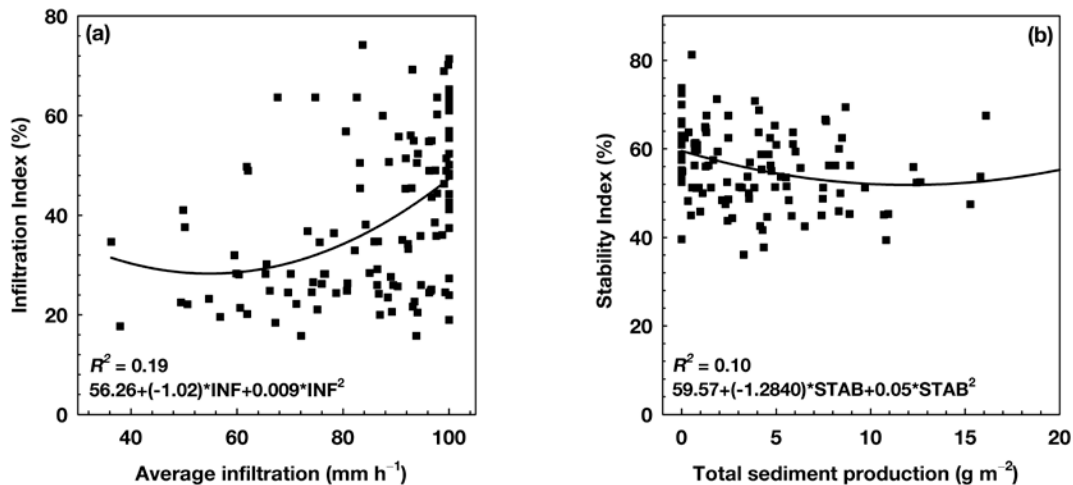 (a)
Infiltration Index (%)
80
60
40
20
0
R² = 0.19
56.26+(-1.02)*INF+0.009*INF²
40
60
80
100
Average infiltration (mm h⁻¹)
(b)
Stability Index (%)
80
60
40
20
0
R² = 0.10
59.57+(-1.2840)*STAB+0.05*STAB²
0
5
10
15
20
Total sediment production (g m⁻²)